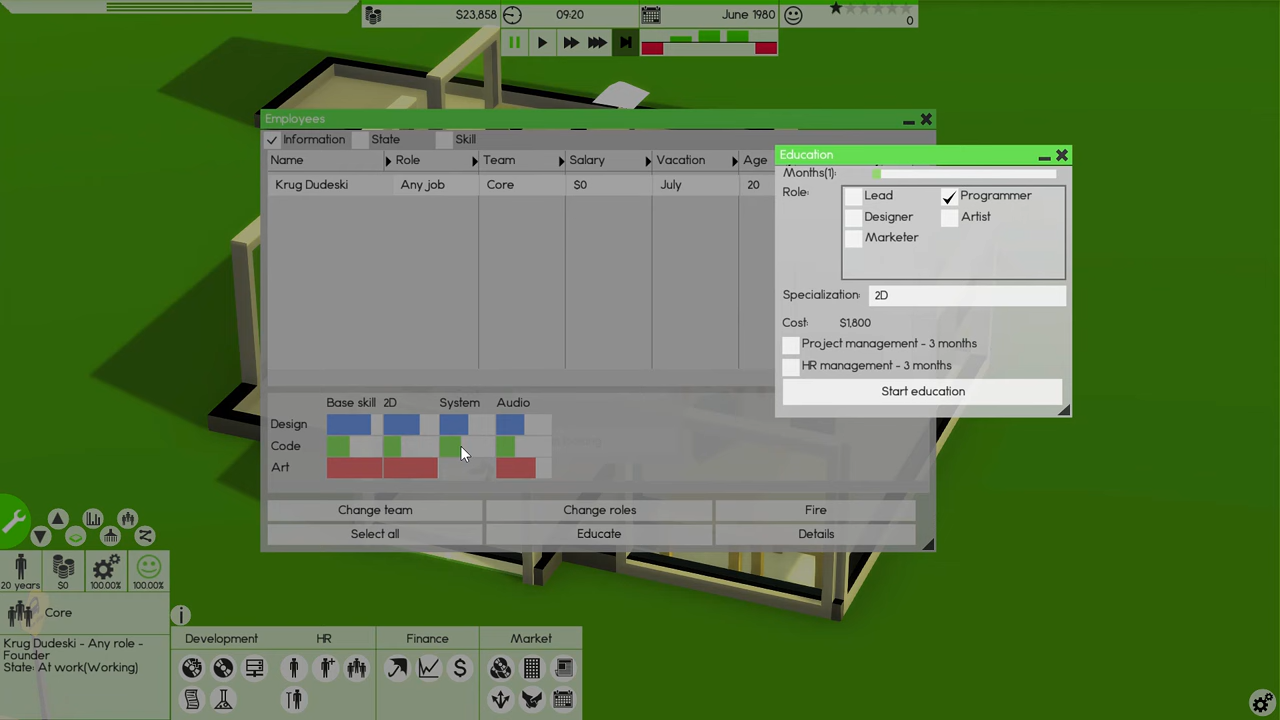 $23,858
09:20
June 1980
0
Employees
Information State Skill
Name Role Team Salary Vacation Age
Krug Dudeski Any job Core $0 July 20
Education
Months(1):
Role:
Lead Programmer
Designer Artist
Marketer
Specialization: 2D
Cost: $1,800
Project management - 3 months
HR management - 3 months
Start education
Base skill 2D System Audio
Design
Code
Art
Change team Change roles Fire
Select all Educate Details
20 years $0 100.00% 100.00%
Core
Krug Dudeski - Any role -
Founder
State: At work(Working)
Development HR Finance Market